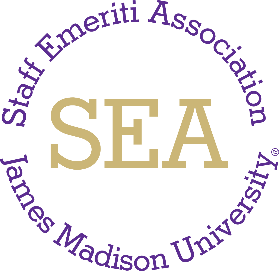 Staff Emeriti Association
SEA
James Madison University®